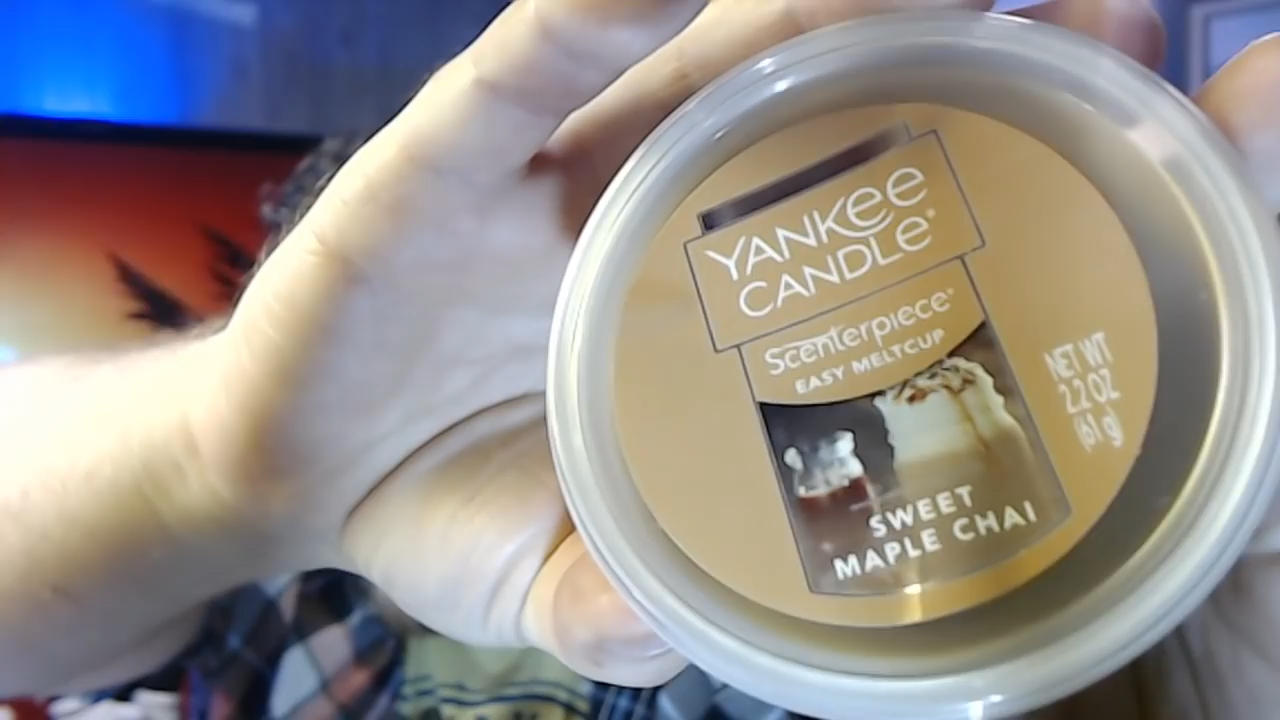 YANKEE
CANDLE®
Scenterpiece®
EASY MELTCUP
SWEET
MAPLE CHAI
NET WT
2.2 OZ
(61 g)